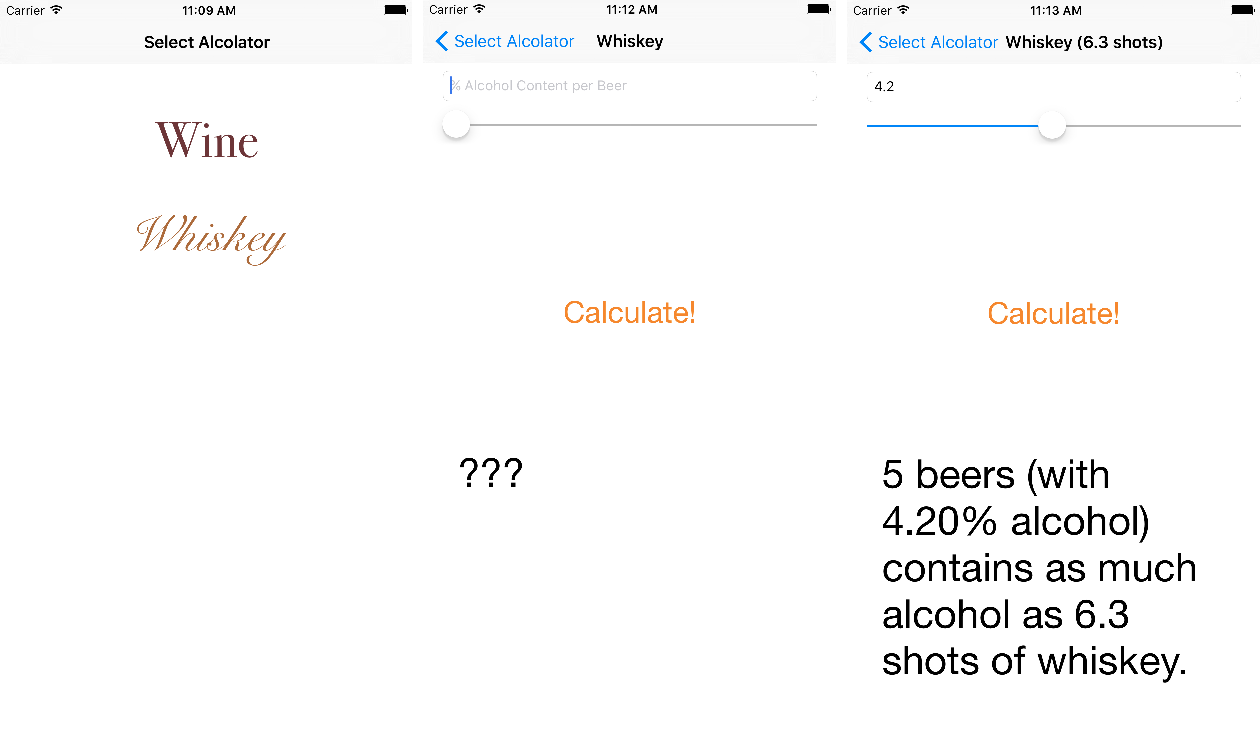 Carrier 11:09 AM
Select Alcolator
Wine
Whiskey
Carrier 11:12 AM
Select Alcolator Whiskey
% Alcohol Content per Beer
Calculate!
???
Carrier 11:13 AM
Select Alcolator Whiskey (6.3 shots)
4.2
Calculate!
5 beers (with
4.20% alcohol)
contains as much
alcohol as 6.3
shots of whiskey.